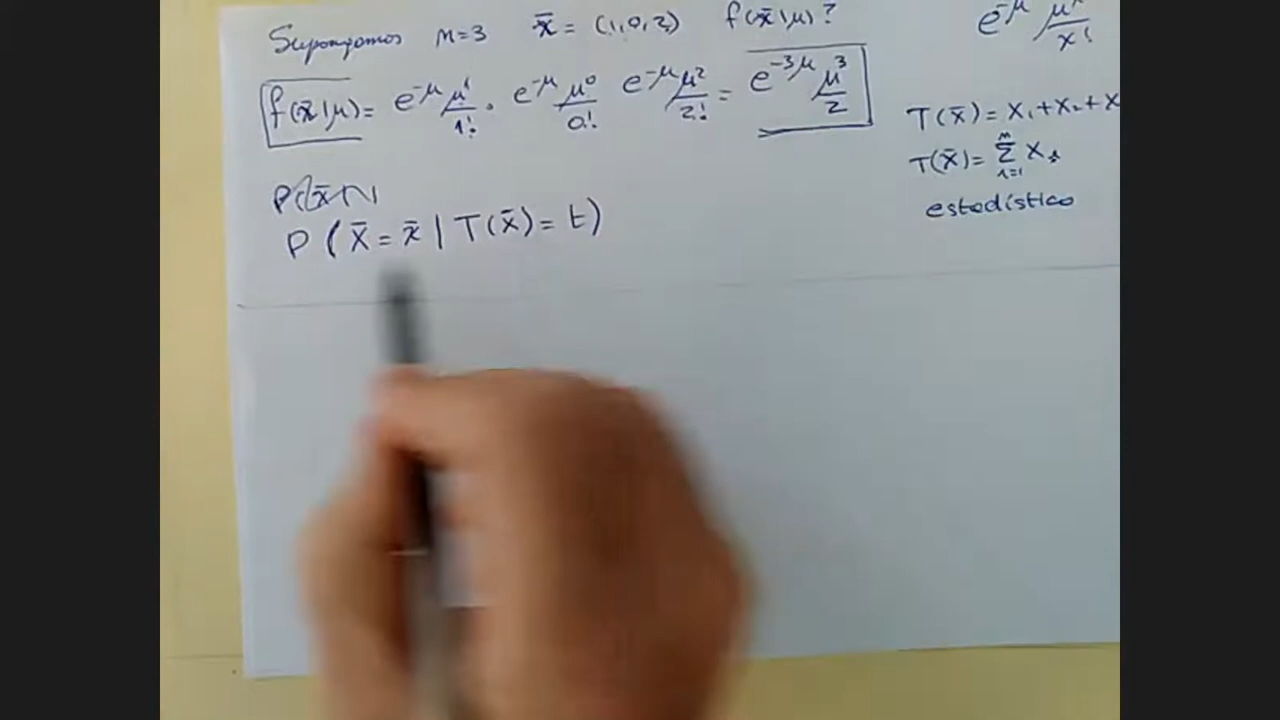 Supongamos n=3 x̄ = (1,0,2) f(x̄|μ)?
e^-μ μ^x/x!
f(x̄|μ) = e^-μ μ^1/1! · e^-μ μ^0/0! e^-μ μ^2/2! = e^-3μ μ^3/2
T(x̄) = X₁+X₂+X
T(x̄) = Σ_{i=1}^{n} Xᵢ
estadístico
P(X̄ = x̄ | T(x̄) = t)